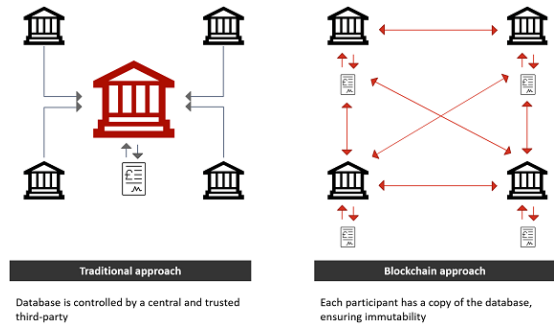 £
£
£
£
£
Traditional approach
Database is controlled by a central and trusted
third-party
Blockchain approach
Each participant has a copy of the database,
ensuring immutability